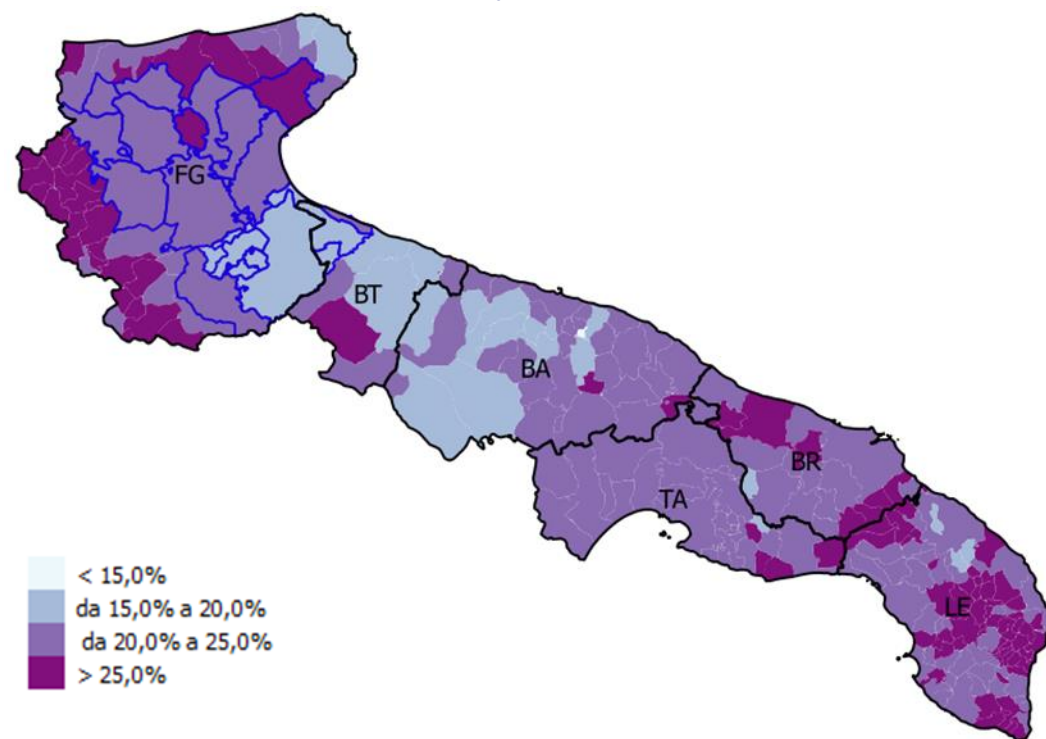 FG
BT
BA
BR
TA
LE
< 15,0%
da 15,0% a 20,0%
da 20,0% a 25,0%
> 25,0%